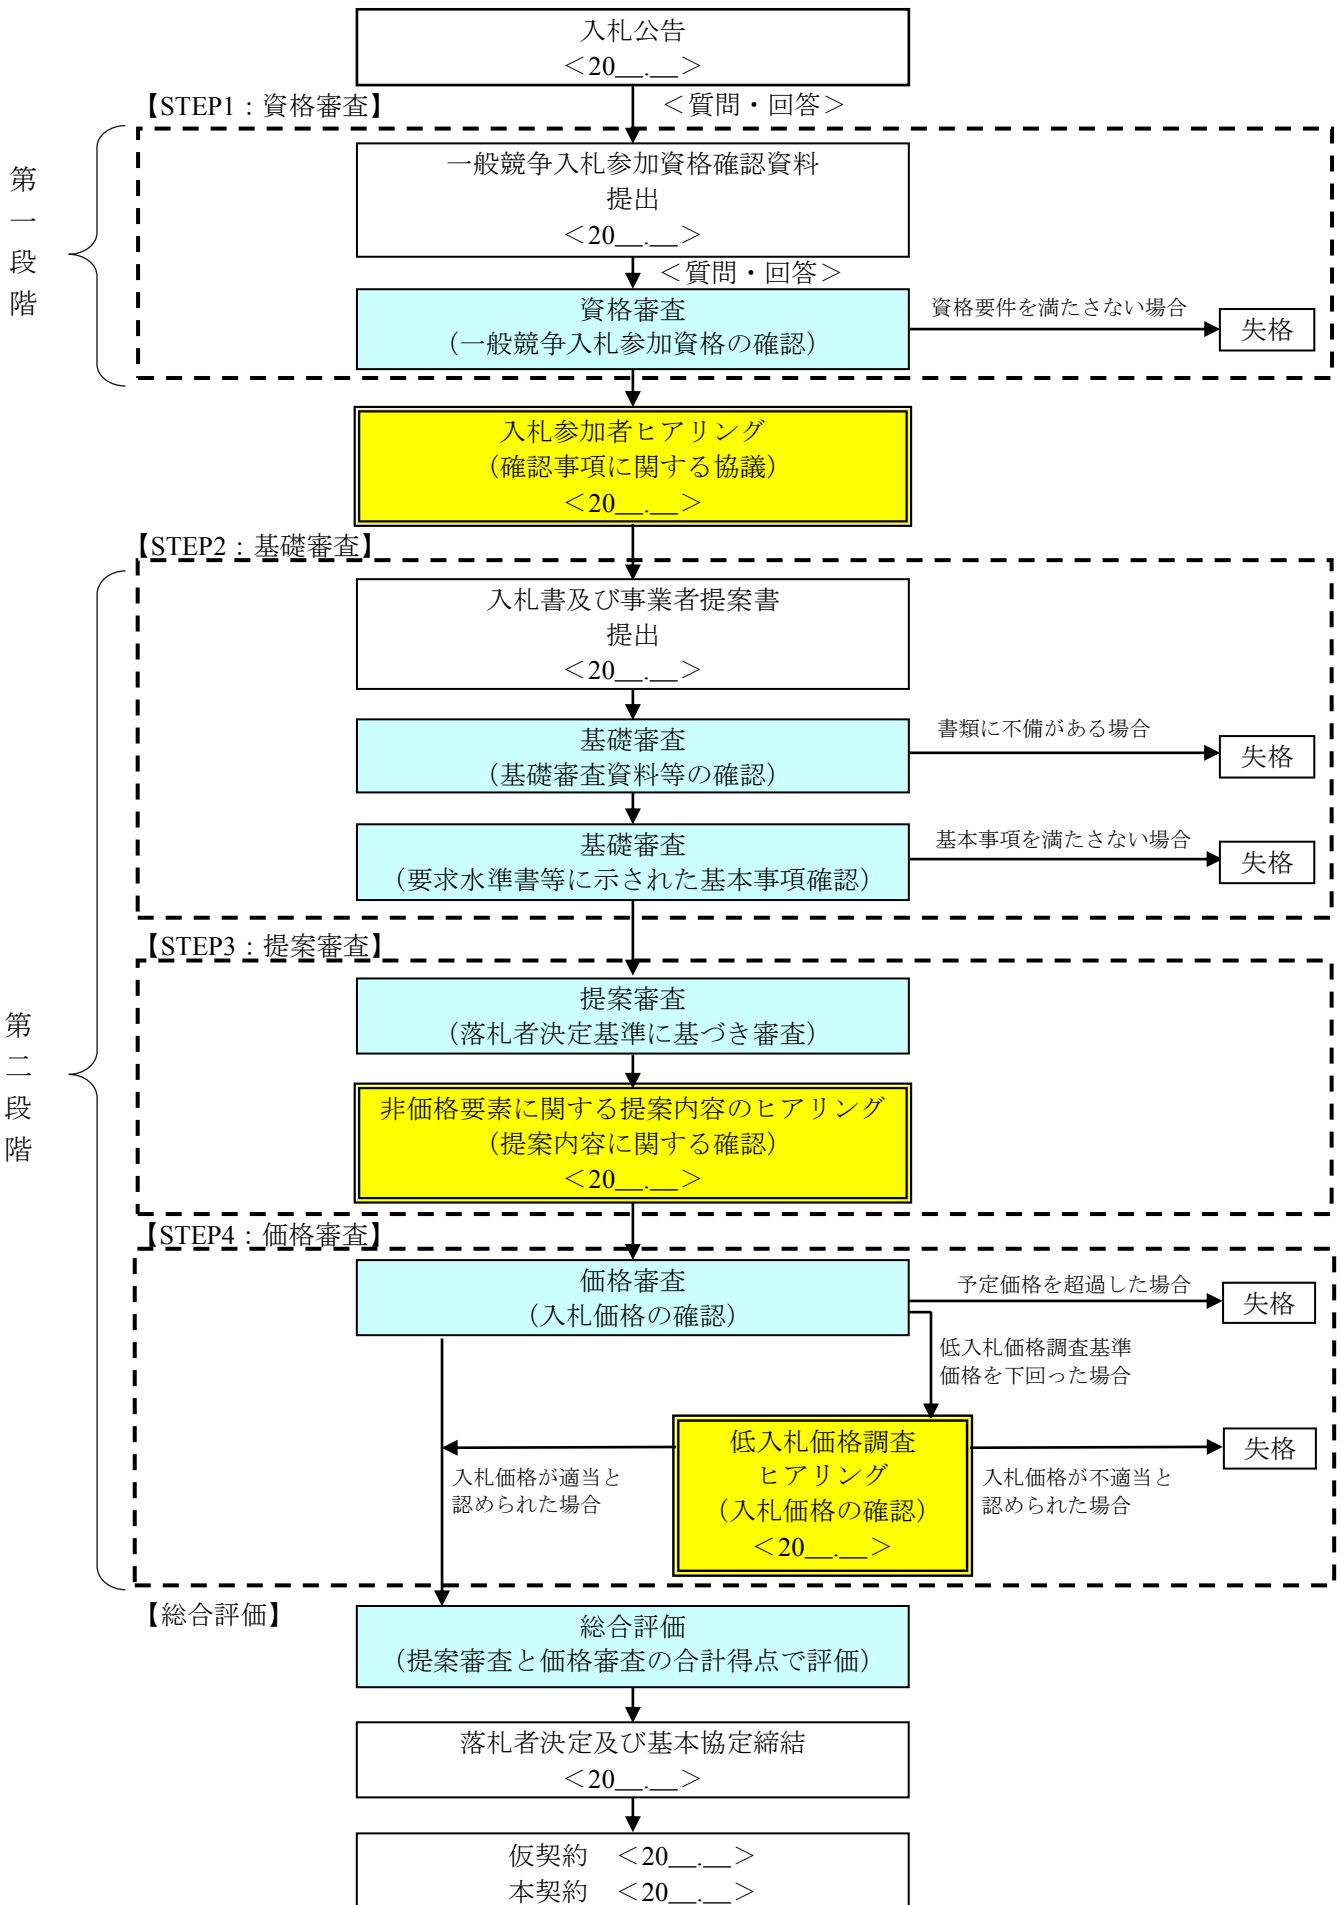 入札公告
＜20__.__＞
【STEP1：資格審査】
＜質問・回答＞
第一段階
一般競争入札参加資格確認資料
提出
＜20__.__＞
＜質問・回答＞
資格審査
（一般競争入札参加資格の確認）
資格要件を満たさない場合
失格
入札参加者ヒアリング
（確認事項に関する協議）
＜20__.__＞
【STEP2：基礎審査】
入札書及び事業者提案書
提出
＜20__.__＞
基礎審査
（基礎審査資料等の確認）
書類に不備がある場合
失格
基礎審査
（要求水準書等に示された基本事項確認）
基本事項を満たさない場合
失格
第二段階
【STEP3：提案審査】
提案審査
（落札者決定基準に基づき審査）
非価格要素に関する提案内容のヒアリング
（提案内容に関する確認）
＜20__.__＞
【STEP4：価格審査】
価格審査
（入札価格の確認）
予定価格を超過した場合
失格
低入札価格調査基準
価格を下回った場合
低入札価格調査
ヒアリング
（入札価格の確認）
＜20__.__＞
入札価格が適当と
認められた場合
入札価格が不適当と
認められた場合
失格
【総合評価】
総合評価
（提案審査と価格審査の合計得点で評価）
落札者決定及び基本協定締結
＜20__.__＞
仮契約　＜20__.__＞
本契約　＜20__.__＞